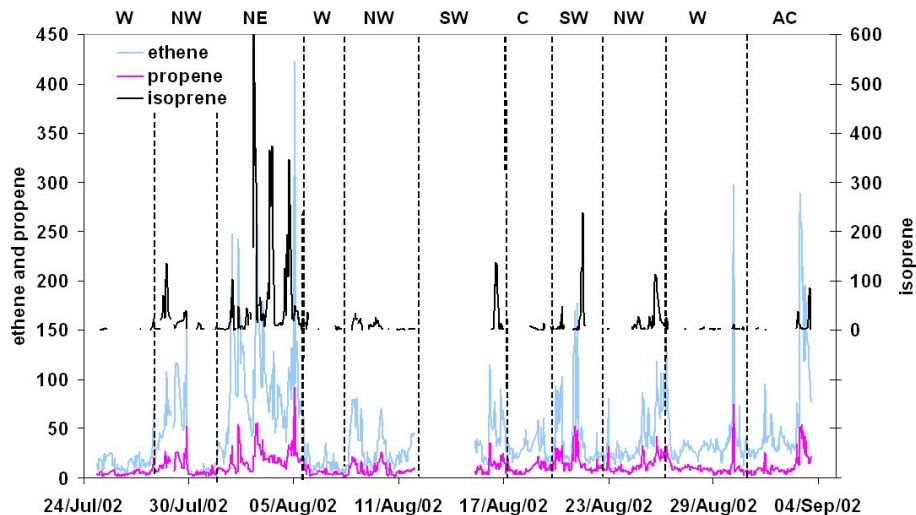 W NW NE W NW SW C SW NW W AC
450 600
ethene
400 500
propene
350 isoprene 400
300 300
250 200
200 100
150 0
100
50
0
24/Jul/02 30/Jul/02 05/Aug/02 11/Aug/02 17/Aug/02 23/Aug/02 29/Aug/02 04/Sep/02
ethene and propene
isoprene